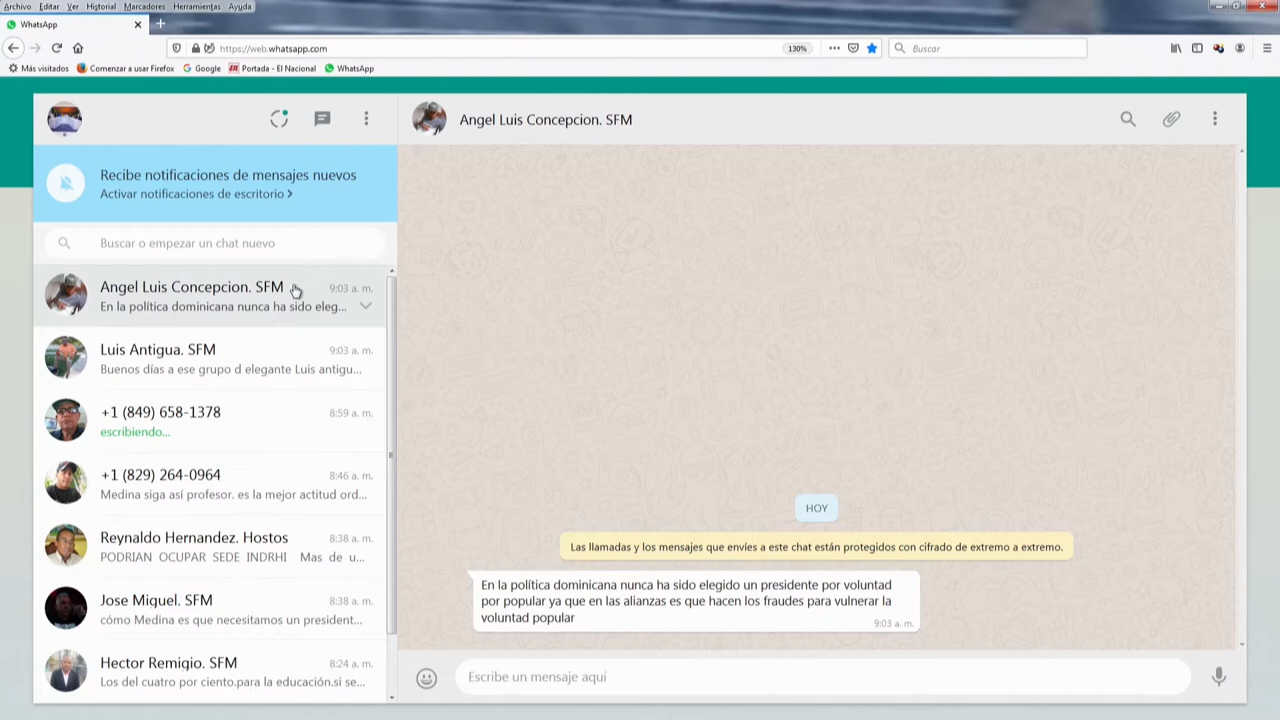 Archivo Editar Ver Historial Marcadores Herramientas Ayuda
WhatsApp
https://web.whatsapp.com
130%
Buscar
Más visitados Comenzar a usar Firefox Google Portada - El Nacional WhatsApp
Angel Luis Concepcion. SFM
Recibe notificaciones de mensajes nuevos
Activar notificaciones de escritorio >
Buscar o empezar un chat nuevo
Angel Luis Concepcion. SFM 9:03 a. m.
En la política dominicana nunca ha sido eleg...
Luis Antigua. SFM 9:03 a. m.
Buenos días a ese grupo d elegante Luis antigu...
+1 (849) 658-1378 8:59 a. m.
escribiendo...
+1 (829) 264-0964 8:46 a. m.
Medina siga así profesor. es la mejor actitud ord...
Reynaldo Hernandez. Hostos 8:38 a. m.
PODRIAN OCUPAR SEDE INDRHI Mas de u...
Jose Miguel. SFM 8:38 a. m.
cómo Medina es que necesitamos un president...
Hector Remigio. SFM 8:24 a. m.
Los del cuatro por ciento.para la educación.si se...
HOY
Las llamadas y los mensajes que envíes a este chat están protegidos con cifrado de extremo a extremo.
En la política dominicana nunca ha sido elegido un presidente por voluntad
por popular ya que en las alianzas es que hacen los fraudes para vulnerar la
voluntad popular
9:03 a. m.
Escribe un mensaje aquí